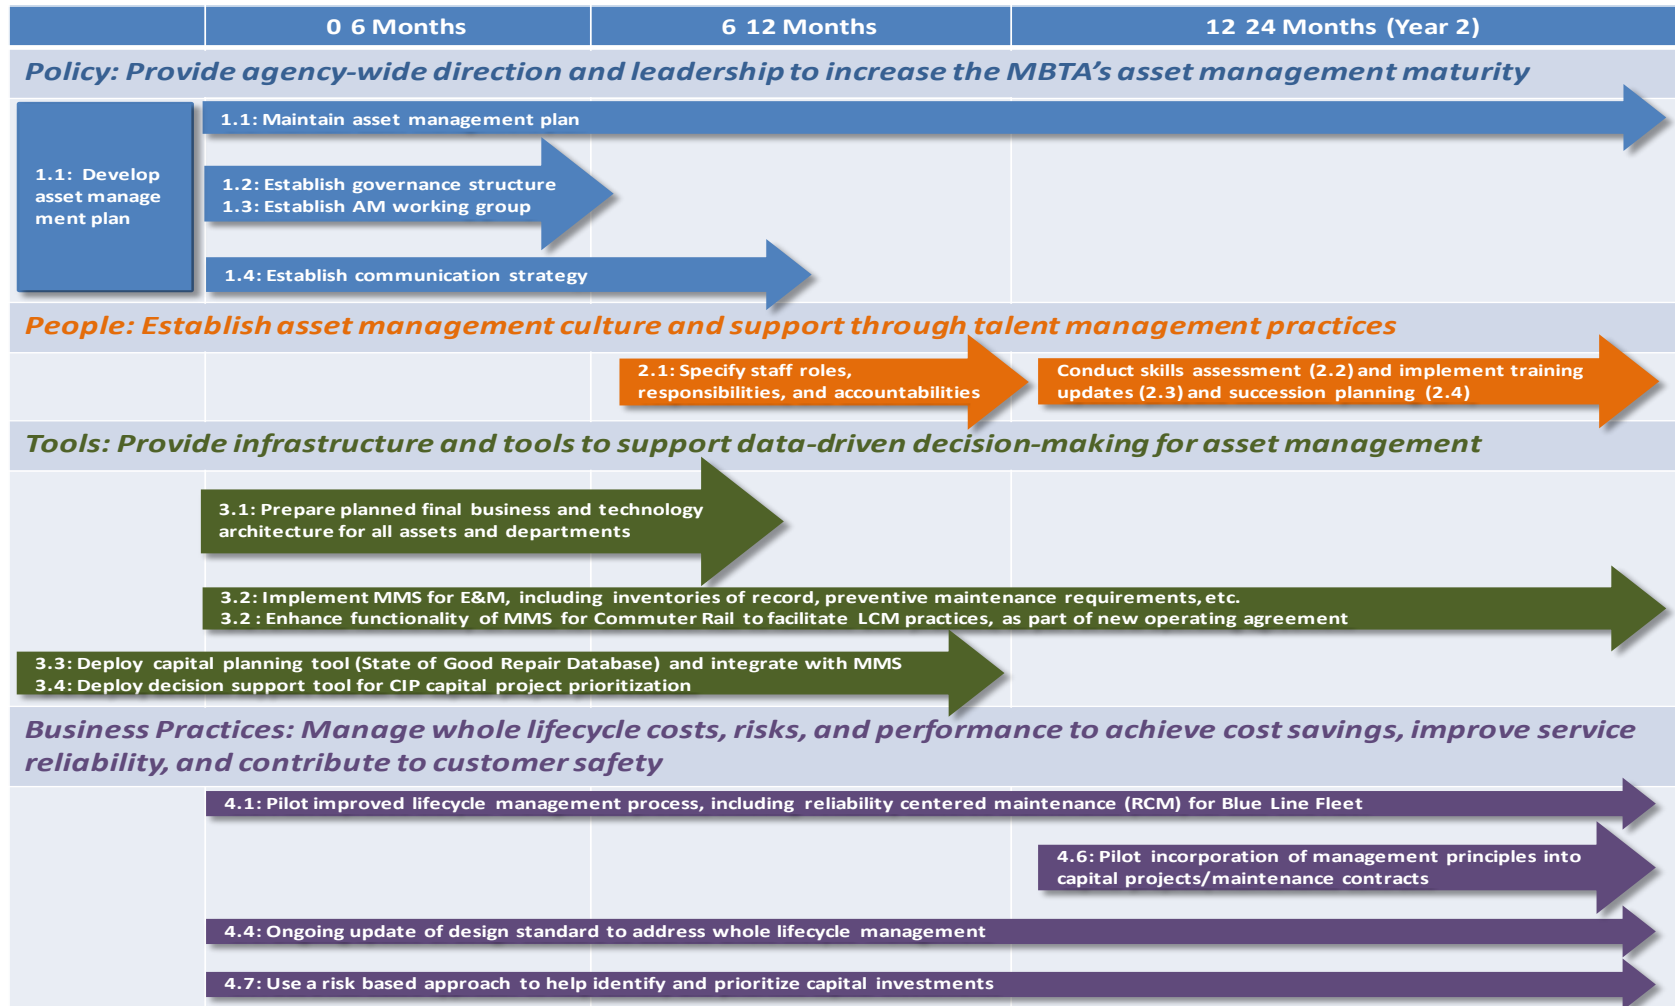 0 6 Months
6 12 Months
12 24 Months (Year 2)
Policy: Provide agency-wide direction and leadership to increase the MBTA's asset management maturity
1.1: Develop
asset manage
ment plan
1.1: Maintain asset management plan
1.2: Establish governance structure
1.3: Establish AM working group
1.4: Establish communication strategy
People: Establish asset management culture and support through talent management practices
2.1: Specify staff roles,
responsibilities, and accountabilities
Conduct skills assessment (2.2) and implement training
updates (2.3) and succession planning (2.4)
Tools: Provide infrastructure and tools to support data-driven decision-making for asset management
3.1: Prepare planned final business and technology
architecture for all assets and departments
3.2: Implement MMS for E&M, including inventories of record, preventive maintenance requirements, etc.
3.2 : Enhance functionality of MMS for Commuter Rail to facilitate LCM practices, as part of new operating agreement
3.3: Deploy capital planning tool (State of Good Repair Database) and integrate with MMS
3.4: Deploy decision support tool for CIP capital project prioritization
Business Practices: Manage whole lifecycle costs, risks, and performance to achieve cost savings, improve service
reliability, and contribute to customer safety
4.1: Pilot improved lifecycle management process, including reliability centered maintenance (RCM) for Blue Line Fleet
4.6: Pilot incorporation of management principles into
capital projects/maintenance contracts
4.4: Ongoing update of design standard to address whole lifecycle management
4.7: Use a risk based approach to help identify and prioritize capital investments